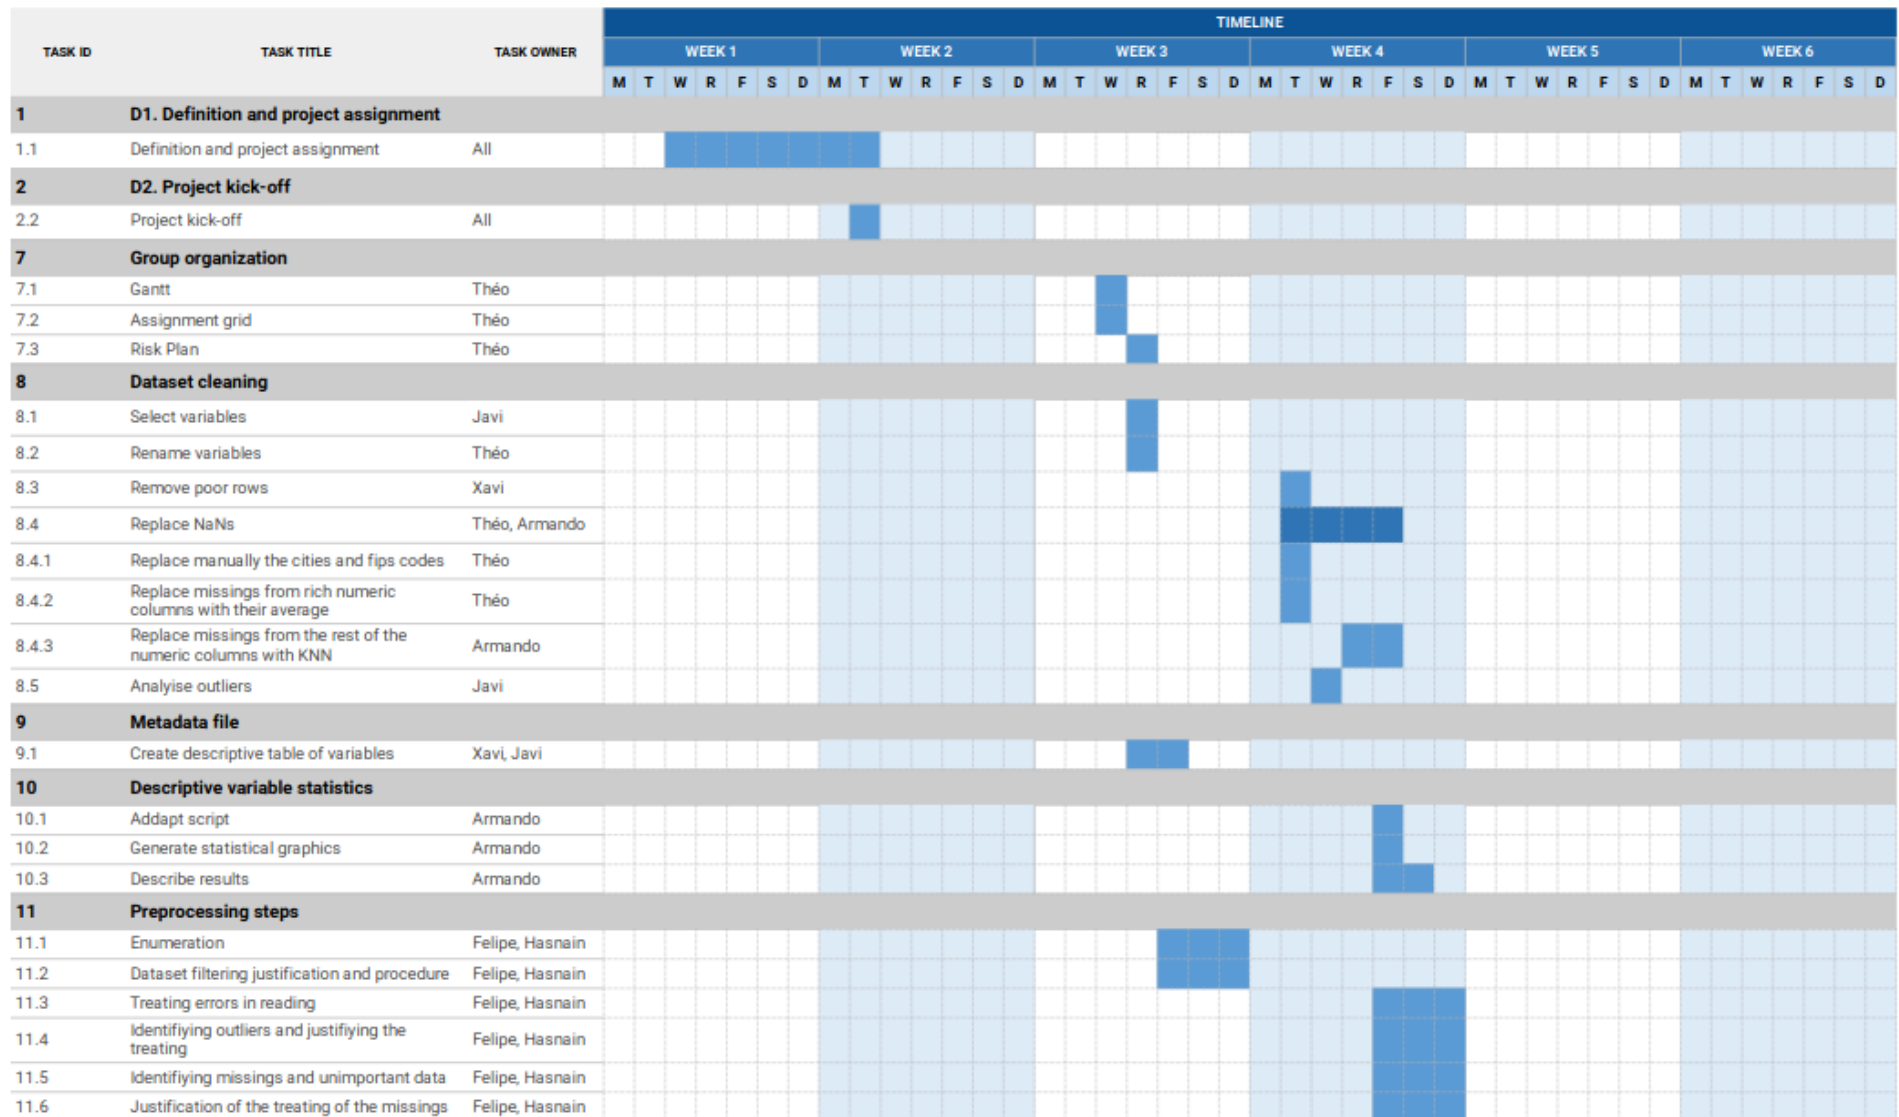 TIMELINE
TASK ID TASK TITLE TASK OWNER WEEK 1 WEEK 2 WEEK 3 WEEK 4 WEEK 5 WEEK 6
M T W R F S D M T W R F S D M T W R F S D M T W R F S D M T W R F S D M T W R F S D
1 D1. Definition and project assignment
1.1 Definition and project assignment All
2 D2. Project kick-off
2.2 Project kick-off All
7 Group organization
7.1 Gantt Théo
7.2 Assignment grid Théo
7.3 Risk Plan Théo
8 Dataset cleaning
8.1 Select variables Javi
8.2 Rename variables Théo
8.3 Remove poor rows Xavi
8.4 Replace NaNs Théo, Armando
8.4.1 Replace manually the cities and fips codes Théo
8.4.2 Replace missings from rich numeric
columns with their average Théo
8.4.3 Replace missings from the rest of the
numeric columns with KNN Armando
8.5 Analyise outliers Javi
9 Metadata file
9.1 Create descriptive table of variables Xavi, Javi
10 Descriptive variable statistics
10.1 Addapt script Armando
10.2 Generate statistical graphics Armando
10.3 Describe results Armando
11 Preprocessing steps
11.1 Enumeration Felipe, Hasnain
11.2 Dataset filtering justification and procedure Felipe, Hasnain
11.3 Treating errors in reading Felipe, Hasnain
11.4 Identifiying outliers and justifiying the
treating Felipe, Hasnain
11.5 Identifiying missings and unimportant data Felipe, Hasnain
11.6 Justification of the treating of the missings Felipe, Hasnain